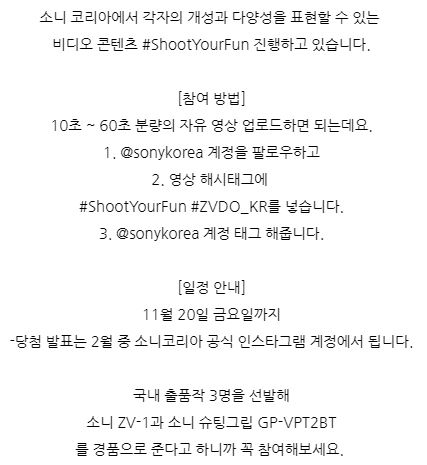 소니 코리아에서 각자의 개성과 다양성을 표현할 수 있는
비디오 콘텐츠 #ShootYourFun 진행하고 있습니다.
[참여 방법]
10초 ~ 60초 분량의 자유 영상 업로드하면 되는데요.
1. @sonykorea 계정을 팔로우하고
2. 영상 해시태그에
#ShootYourFun #ZVDO_KR를 넣습니다.
3. @sonykorea 계정 태그 해줍니다.
[일정 안내]
11월 20일 금요일까지
-당첨 발표는 2월 중 소니코리아 공식 인스타그램 계정에서 됩니다.
국내 출품작 3명을 선발해
소니 ZV-1과 소니 슈팅그립 GP-VPT2BT
를 경품으로 준다고 하니까 꼭 참여해보세요.